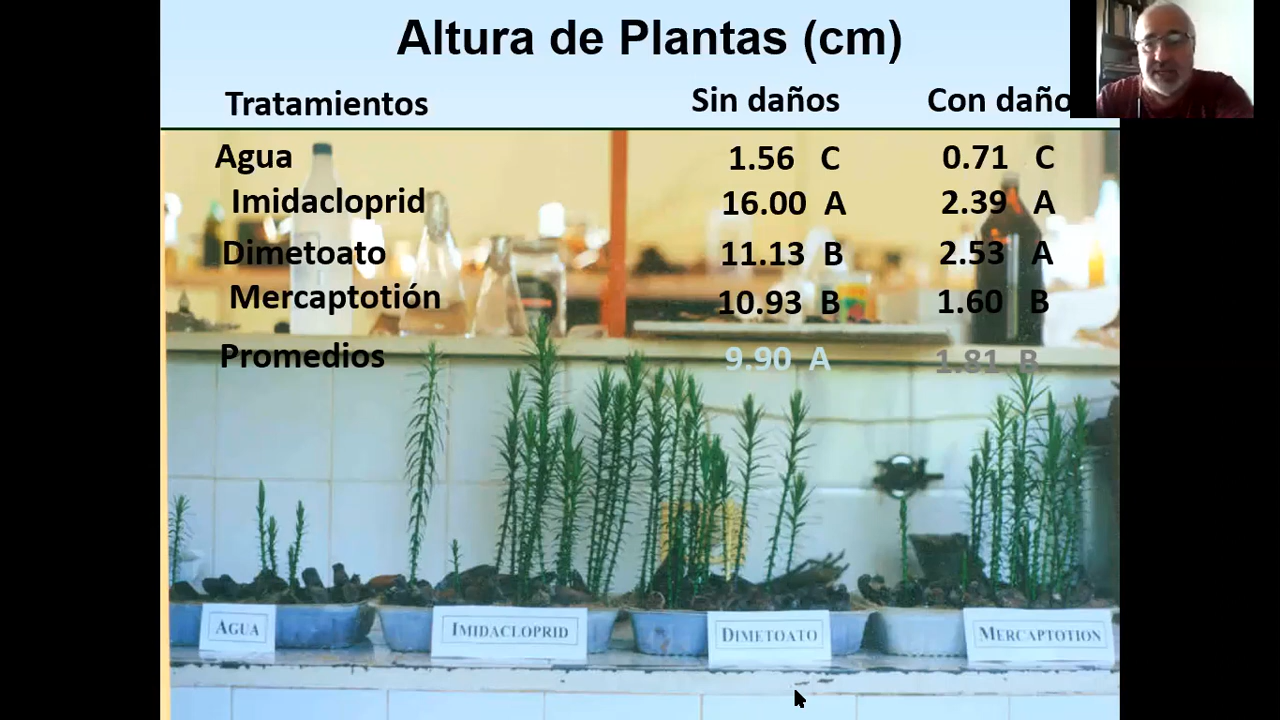 Altura de Plantas (cm)
Tratamientos Sin daños Con daño
Agua 1.56 C 0.71 C
Imidacloprid 16.00 A 2.39 A
Dimetoato 11.13 B 2.53 A
Mercaptotión 10.93 B 1.60 B
Promedios 9.90 A 1.81 B
AGUA IMIDACLOPRID DIMETOATO MERCAPTOTION